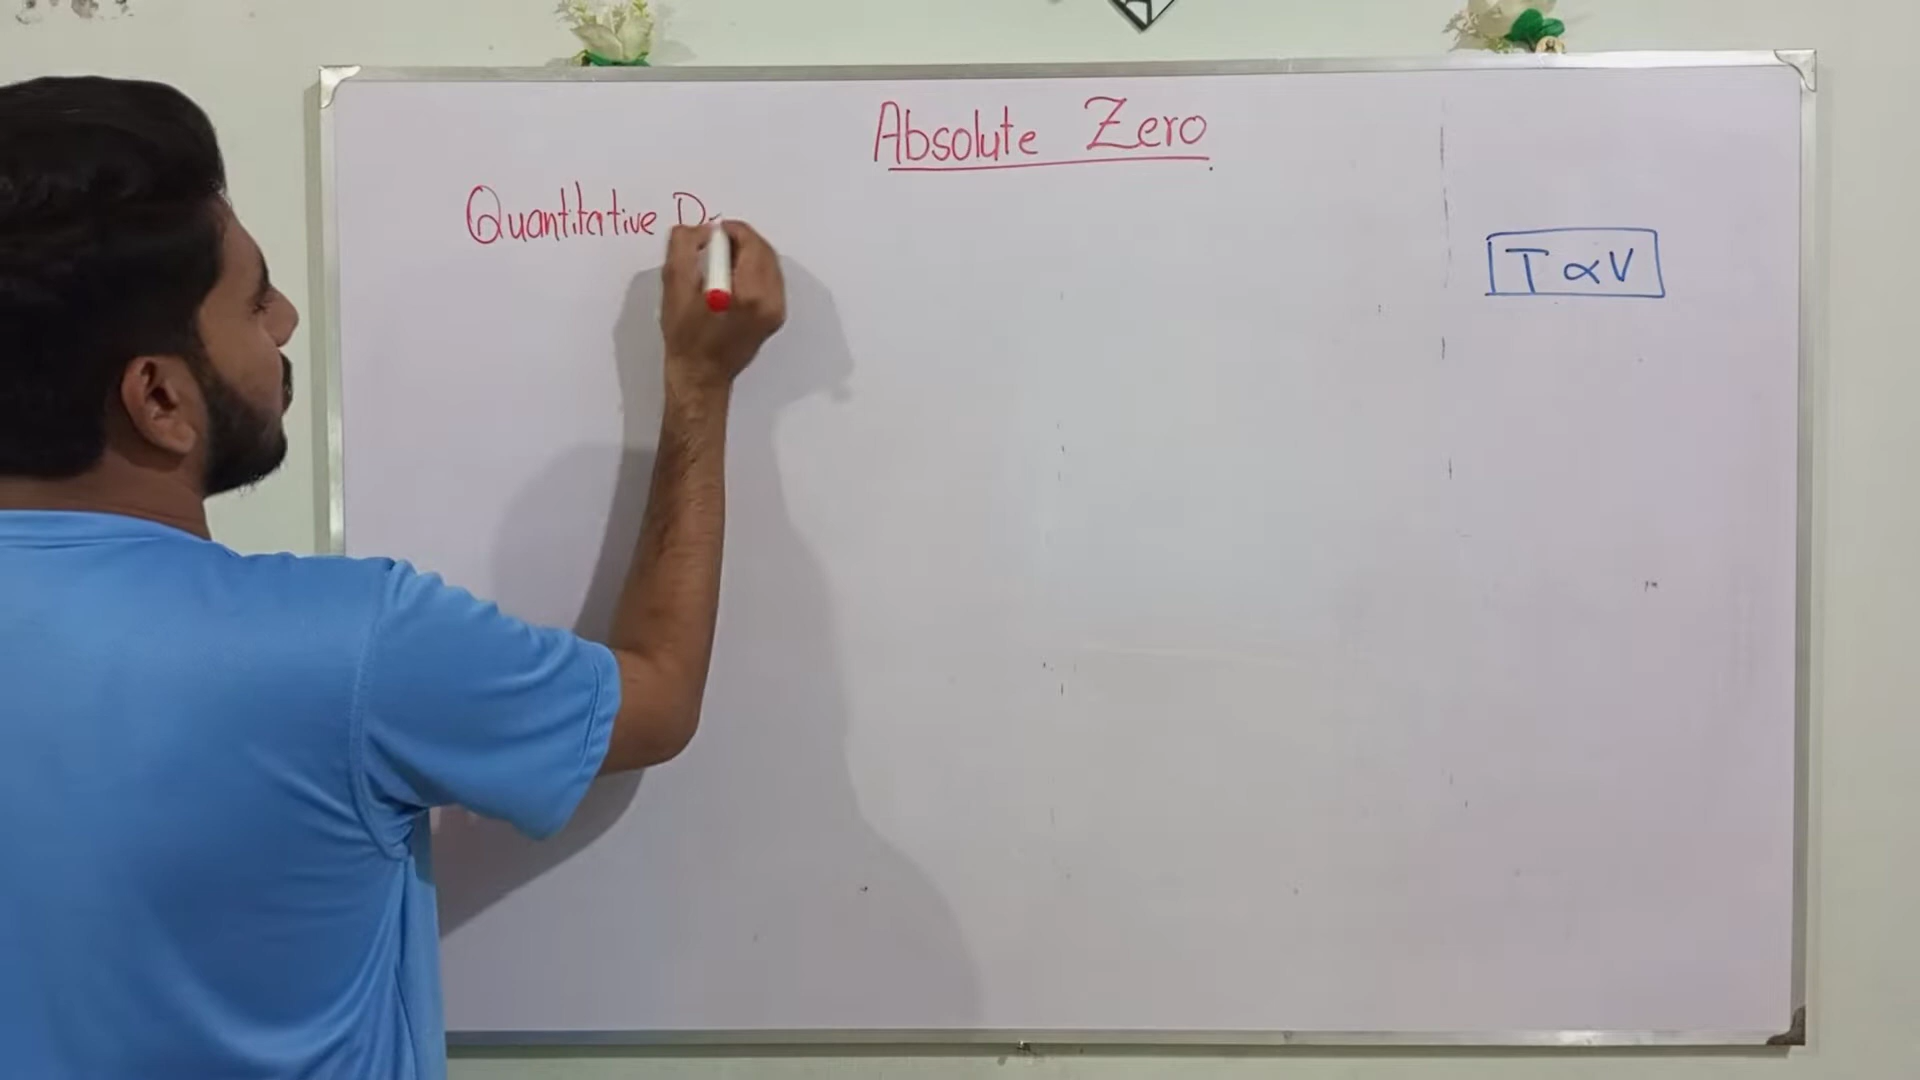 Absolute Zero
Quantitative
T ∝ V